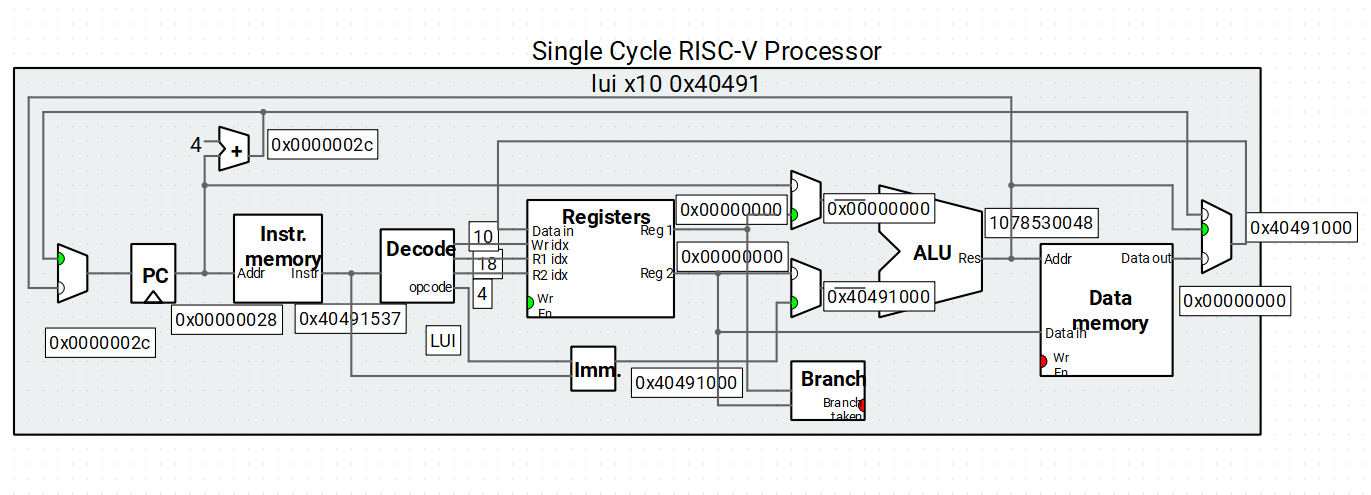 Single Cycle RISC-V Processor
lui x10 0x40491
4
+
0x0000002c
PC
0x0000002c
0x00000028
Instr.
memory
Addr
Instr
0x40491537
Decode
opcode
10
18
4
LUI
Registers
Data in
Wr idx
R1 idx
R2 idx
Wr
En
Reg 1
Reg 2
0x00000000
0x00000000
Imm.
0x40491000
0x00000000
0x40491000
ALU
Res
1078530048
Branch
Branch
taken
Addr
Data out
Data
memory
Data in
Wr
En
0x00000000
0x40491000